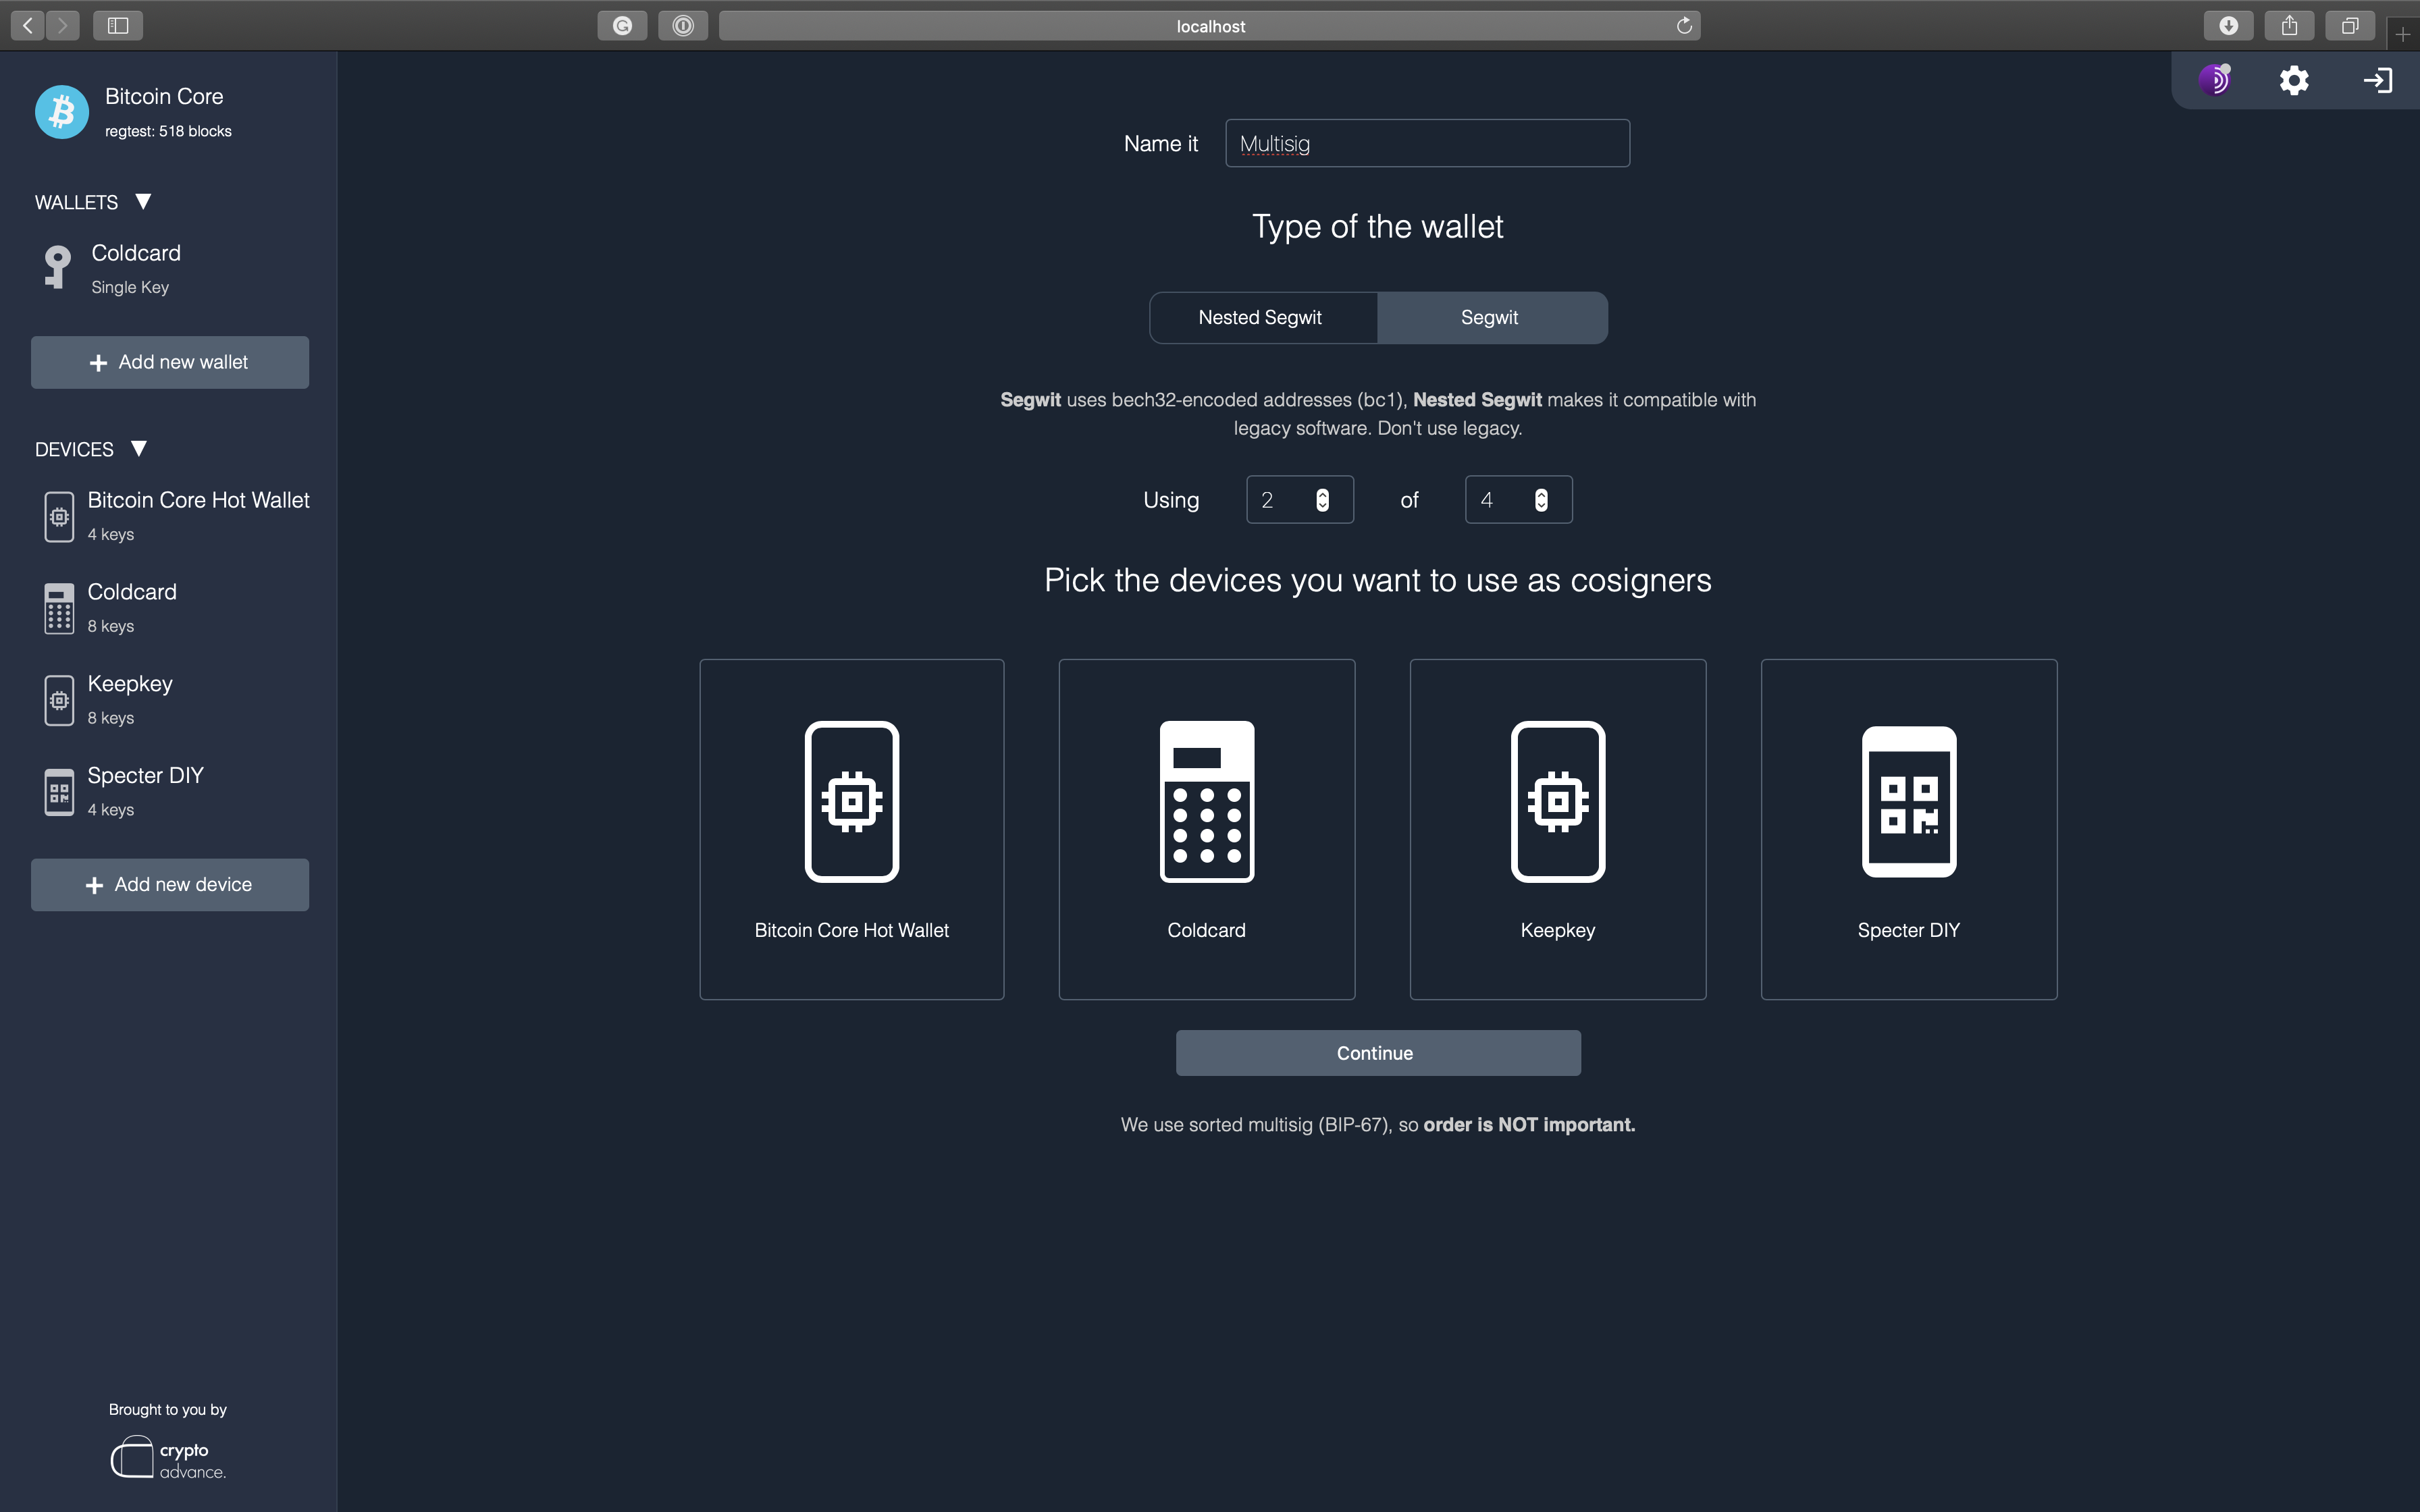 localhost
Bitcoin Core
regtest: 518 blocks
WALLETS
Coldcard
Single Key
Add new wallet
DEVICES
Bitcoin Core Hot Wallet
4 keys
Coldcard
8 keys
Keepkey
8 keys
Specter DIY
4 keys
Add new device
Brought to you by
crypto
advance.
Name it Multisig
Type of the wallet
Nested Segwit Segwit
Segwit uses bech32-encoded addresses (bc1), Nested Segwit makes it compatible with
legacy software. Don't use legacy.
Using 2 of 4
Pick the devices you want to use as cosigners
Bitcoin Core Hot Wallet Coldcard Keepkey Specter DIY
Continue
We use sorted multisig (BIP-67), so order is NOT important.